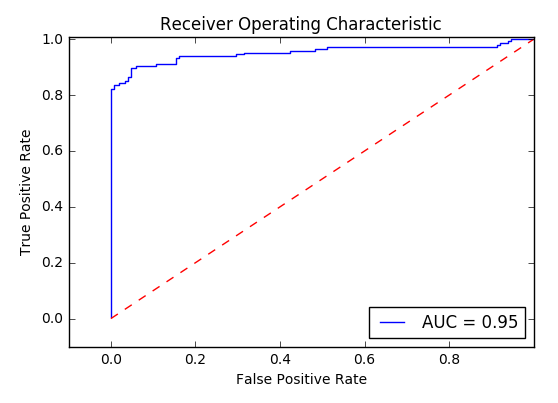 Receiver Operating Characteristic
1.0
0.8
0.6
0.4
0.2
0.0
True Positive Rate
0.0 0.2 0.4 0.6 0.8
False Positive Rate
AUC = 0.95